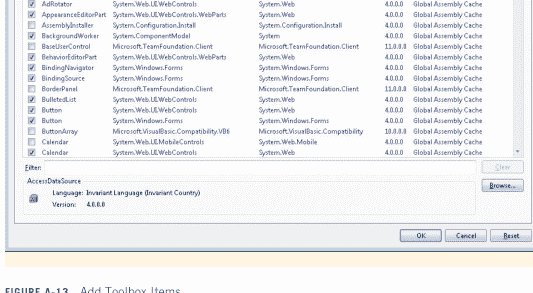 AdRotator System.Web.UI.WebControls System.Web 4.0.0.0 Global Assembly Cache
AppearanceEditorPart System.Web.UI.WebControls.WebParts System.Web 4.0.0.0 Global Assembly Cache
AssemblyInstaller System.Configuration.Install System.Configuration.Install 4.0.0.0 Global Assembly Cache
BackgroundWorker System.ComponentModel System 4.0.0.0 Global Assembly Cache
BaseUserControl Microsoft.TeamFoundation.Client Microsoft.TeamFoundation.Client 11.0.0.0 Global Assembly Cache
BehaviorEditorPart System.Web.UI.WebControls.WebParts System.Web 4.0.0.0 Global Assembly Cache
BindingNavigator System.Windows.Forms System.Windows.Forms 4.0.0.0 Global Assembly Cache
BindingSource System.Windows.Forms System.Windows.Forms 4.0.0.0 Global Assembly Cache
BorderPanel Microsoft.TeamFoundation.Client Microsoft.TeamFoundation.Client 11.0.0.0 Global Assembly Cache
BulletedList System.Web.UI.WebControls System.Web 4.0.0.0 Global Assembly Cache
Button System.Web.UI.WebControls System.Web 4.0.0.0 Global Assembly Cache
Button System.Windows.Forms System.Windows.Forms 4.0.0.0 Global Assembly Cache
ButtonArray Microsoft.VisualBasic.Compatibility.VB6 Microsoft.VisualBasic.Compatibility 10.0.0.0 Global Assembly Cache
Calendar System.Web.UI.MobileControls System.Web.Mobile 4.0.0.0 Global Assembly Cache
Calendar System.Web.UI.WebControls System.Web 4.0.0.0 Global Assembly Cache
Filter: Clear
AccessDataSource
Browse...
Language: Invariant Language (Invariant Country)
Version: 4.0.0.0
OK Cancel Reset
FIGURE A-13 Add Toolbox Items